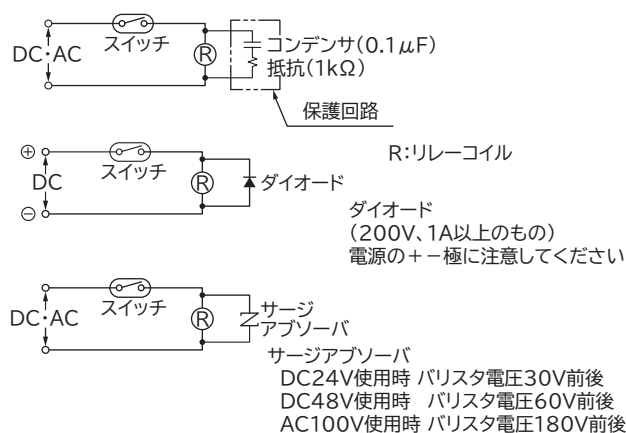 DC・AC
スイッチ
R
コンデンサ(0.1μF)
抵抗(1kΩ)
保護回路
R:リレーコイル
⊕
DC
⊖
スイッチ
R
ダイオード
ダイオード
(200V、1A以上のもの)
電源の+-極に注意してください
DC・AC
スイッチ
R
サージ
アブソーバ
サージアブソーバ
DC24V使用時 バリスタ電圧30V前後
DC48V使用時 バリスタ電圧60V前後
AC100V使用時 バリスタ電圧180V前後